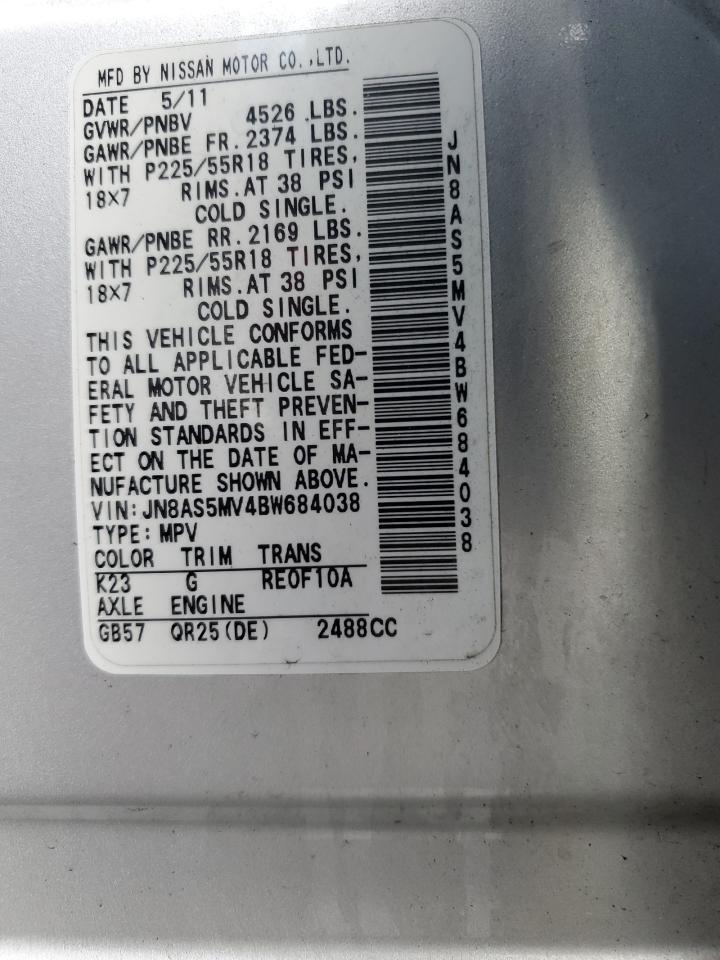 MFD BY NISSAN MOTOR CO.,LTD.
DATE 5/11
GVWR/PNBV 4526 LBS.
GAWR/PNBE FR.2374 LBS.
WITH P225/55R18 TIRES,
18X7 RIMS.AT 38 PSI
COLD SINGLE.
GAWR/PNBE RR.2169 LBS.
WITH P225/55R18 TIRES,
18X7 RIMS.AT 38 PSI
COLD SINGLE.
THIS VEHICLE CONFORMS
TO ALL APPLICABLE FED-
ERAL MOTOR VEHICLE SA-
FETY AND THEFT PREVEN-
TION STANDARDS IN EFF-
ECT ON THE DATE OF MA-
NUFACTURE SHOWN ABOVE.
VIN:JN8AS5MV4BW684038
TYPE:MPV
COLOR TRIM TRANS
K23 G RE0F10A
AXLE ENGINE
GB57 QR25(DE) 2488CC
JN8AS5MV4BW684038